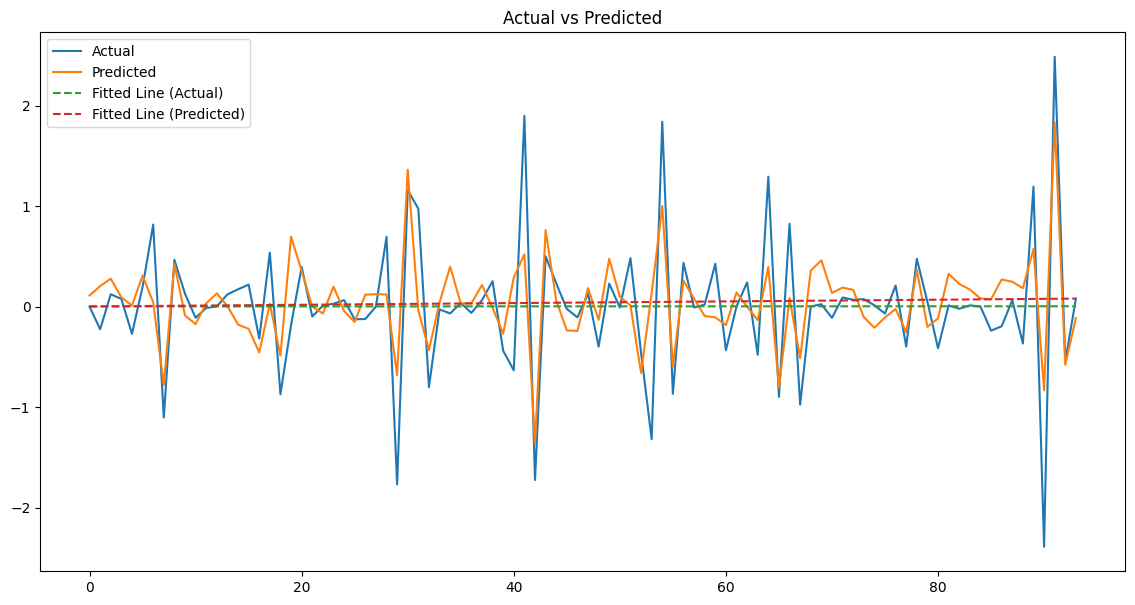 Actual vs Predicted
Actual
Predicted
Fitted Line (Actual)
Fitted Line (Predicted)
2
1
0
−1
−2
0
20
40
60
80